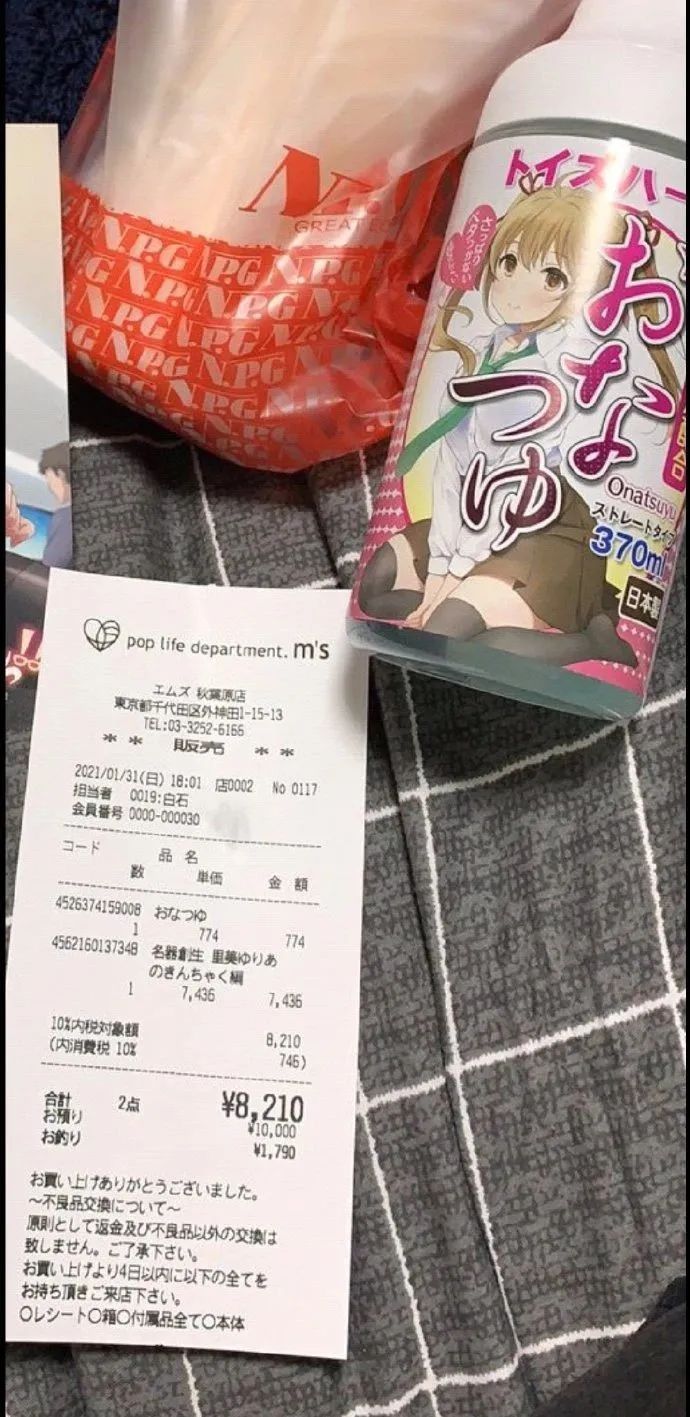 N.P.G
GREAT
N.P.G N.P.G N.P.G
N.P.G N.P.G N.P.G
N.P.G N.P.G N.P.G
トイズハー
さっぱり
ベタつかない
おなつゆ
Onatsuyu
ストレートタイプ
370ml
日本製
pop life department. m's
エムズ 秋葉原店
東京都千代田区外神田1-15-13
TEL:03-3252-6166
** 販売 **
2021/01/31(日) 18:01 店0002 No 0117
担当者 0019:白石
会員番号 0000-000030
コード 品 名
数 単価 金 額
4526374159008 おなつゆ
1 774 774
4562160137348 名器創生 里美ゆりあ
のきんちゃく編
1 7,436 7,436
10%内税対象額 8,210
(内消費税 10% 746)
合計 2点 ¥8,210
お預り ¥10,000
お釣り ¥1,790
お買い上げありがとうございました。
～不良品交換について～
原則として返金及び不良品以外の交換は
致しません。ご了承下さい。
お買い上げより4日以内に以下の全てを
お持ち頂きご来店下さい。
○レシート○箱○付属品全て○本体